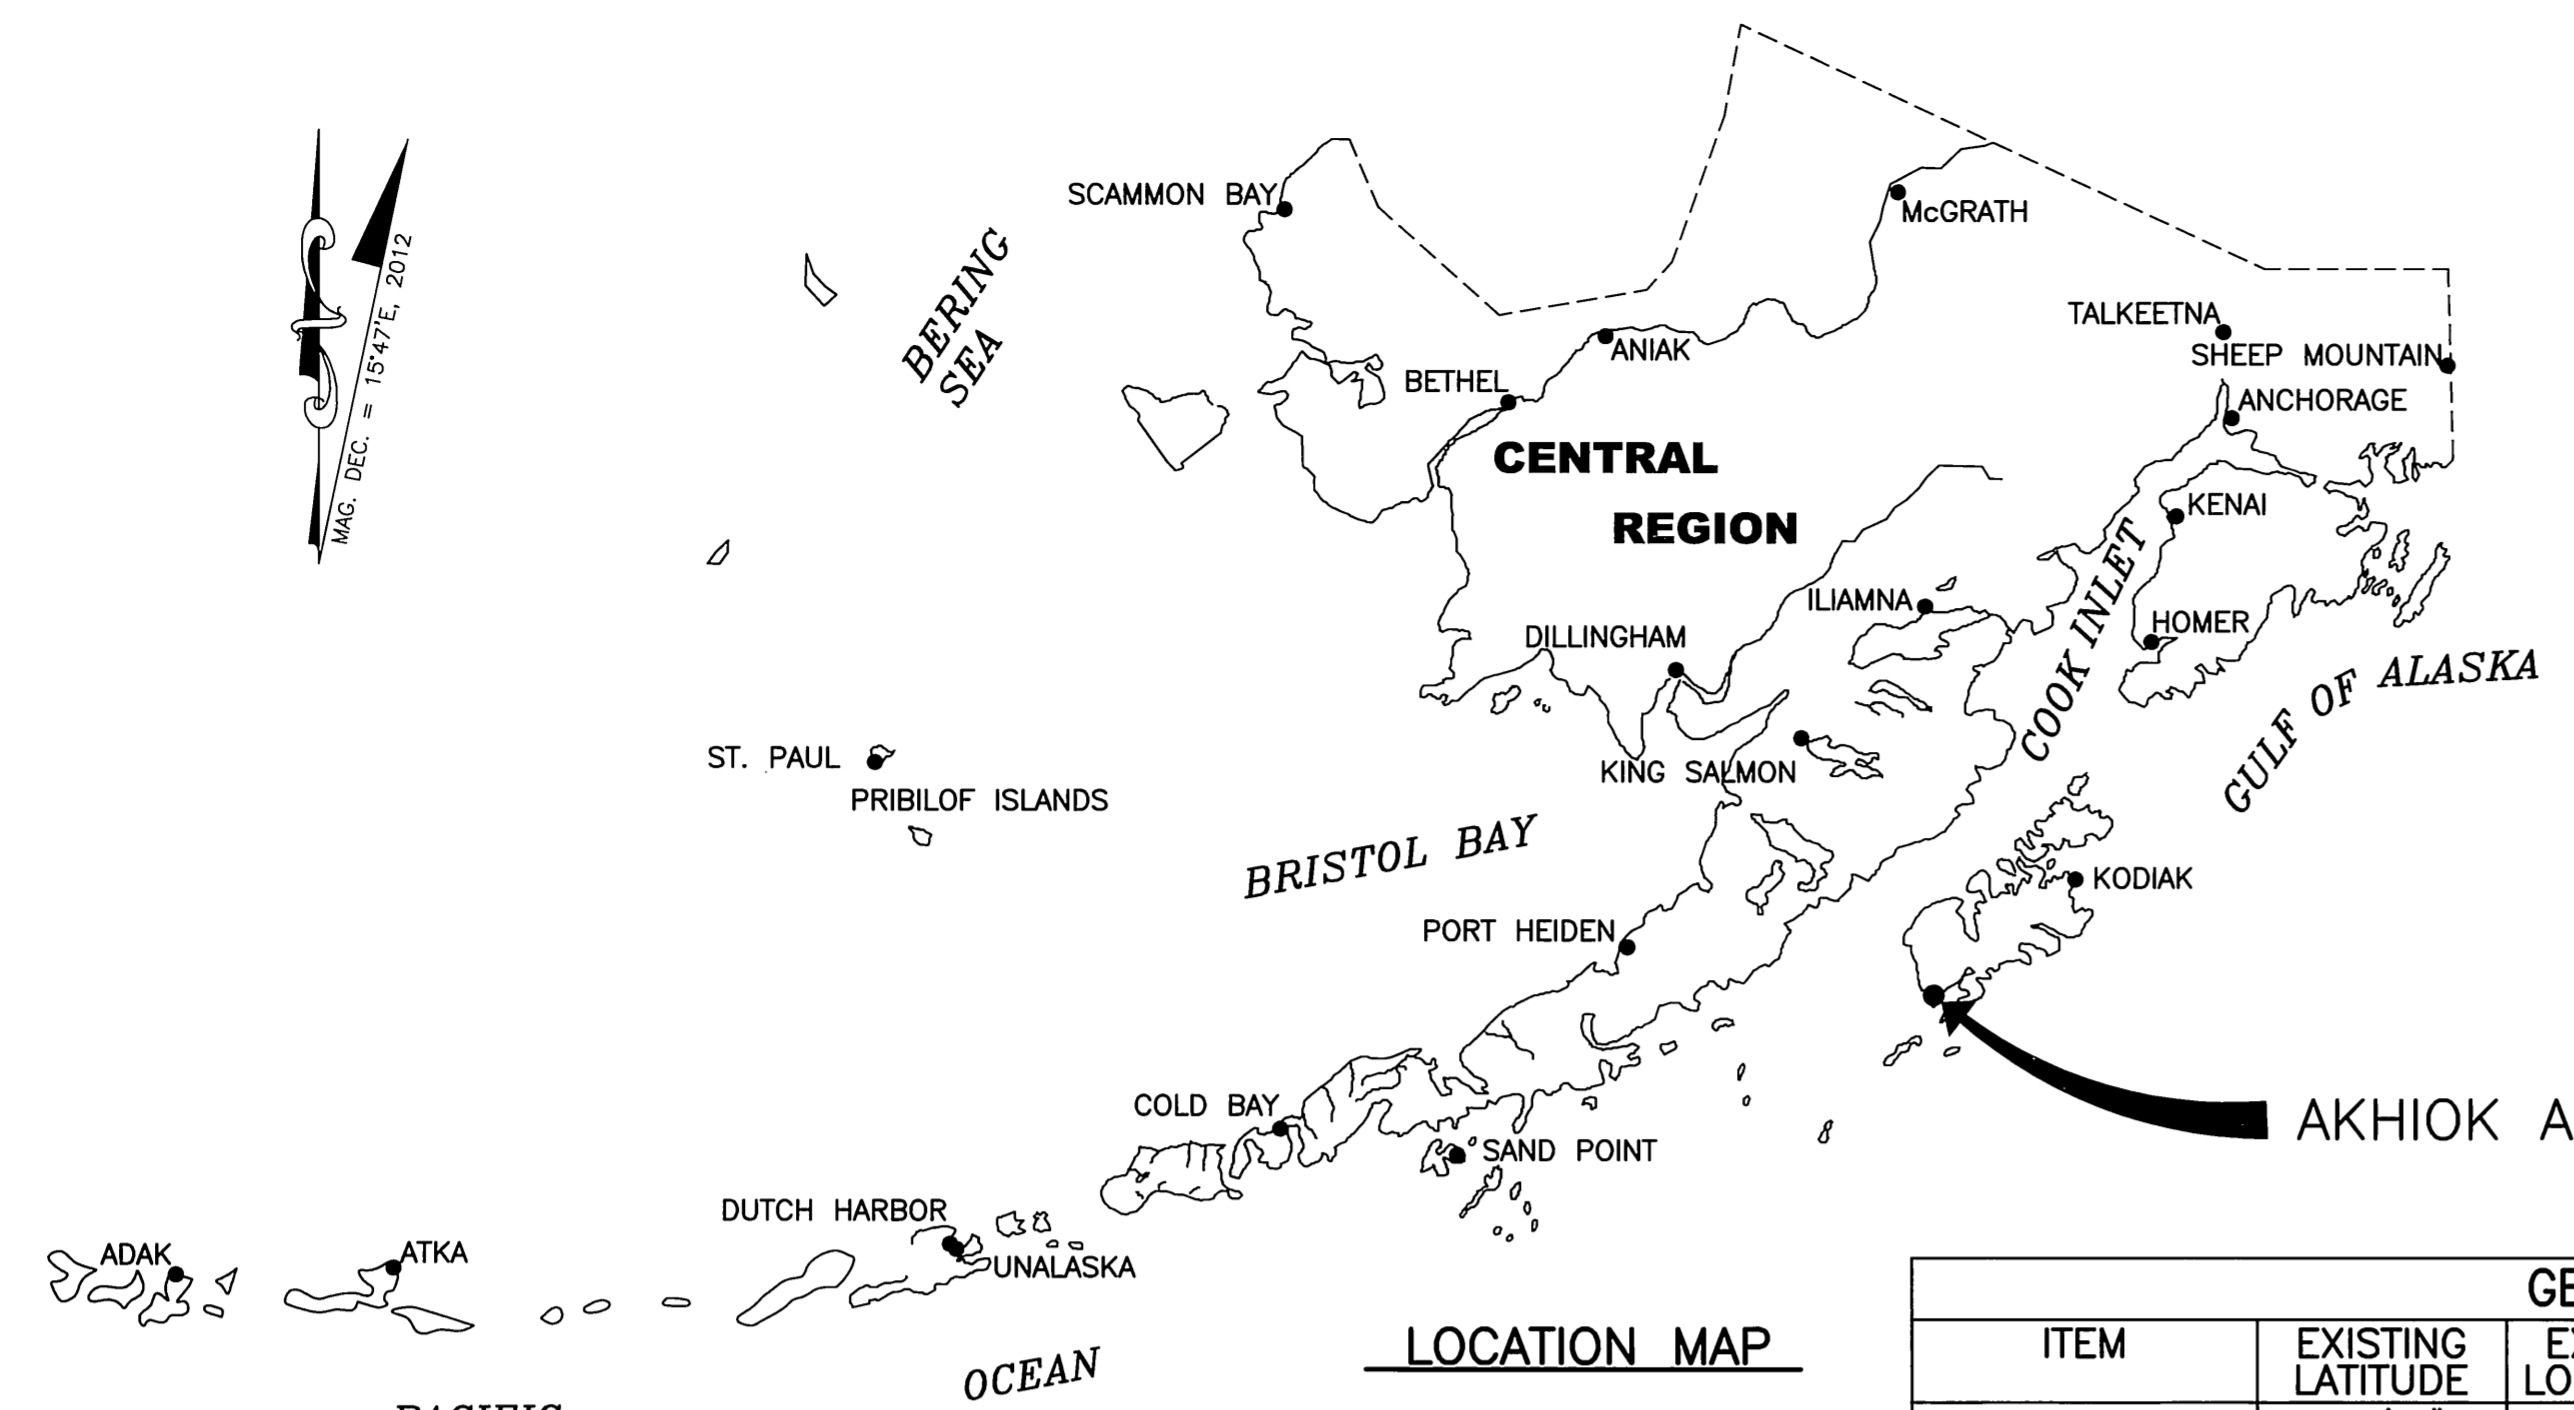 SCAMMON BAY
McGRATH
MAG. DEC. = 15°47'E, 2012
BERING
SEA
TALKEETNA
SHEEP MOUNTAIN
ANIAK
BETHEL
ANCHORAGE
CENTRAL
REGION
KENAI
COOK INLET
ILIAMNA
HOMER
DILLINGHAM
GULF OF ALASKA
ST. PAUL
KING SALMON
PRIBILOF ISLANDS
BRISTOL BAY
KODIAK
PORT HEIDEN
COLD BAY
AKHIOK A
SAND POINT
DUTCH HARBOR
ADAK
ATKA
UNALASKA
LOCATION MAP
OCEAN
GE
ITEM
EXISTING
LATITUDE
EX
LO